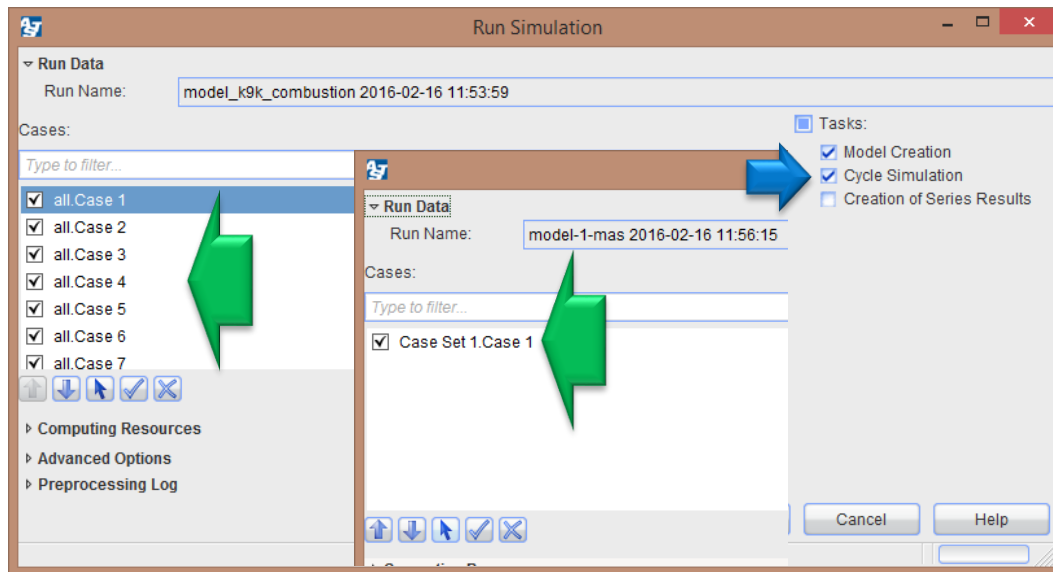 Run Simulation
Run Data
Run Name: model_k9k_combustion 2016-02-16 11:53:59
Cases:
Type to filter...
all.Case 1
all.Case 2
all.Case 3
all.Case 4
all.Case 5
all.Case 6
all.Case 7
Computing Resources
Advanced Options
Preprocessing Log
Run Data
Run Name: model-1-mas 2016-02-16 11:56:15
Cases:
Type to filter...
Case Set 1.Case 1
Tasks:
Model Creation
Cycle Simulation
Creation of Series Results
Cancel
Help